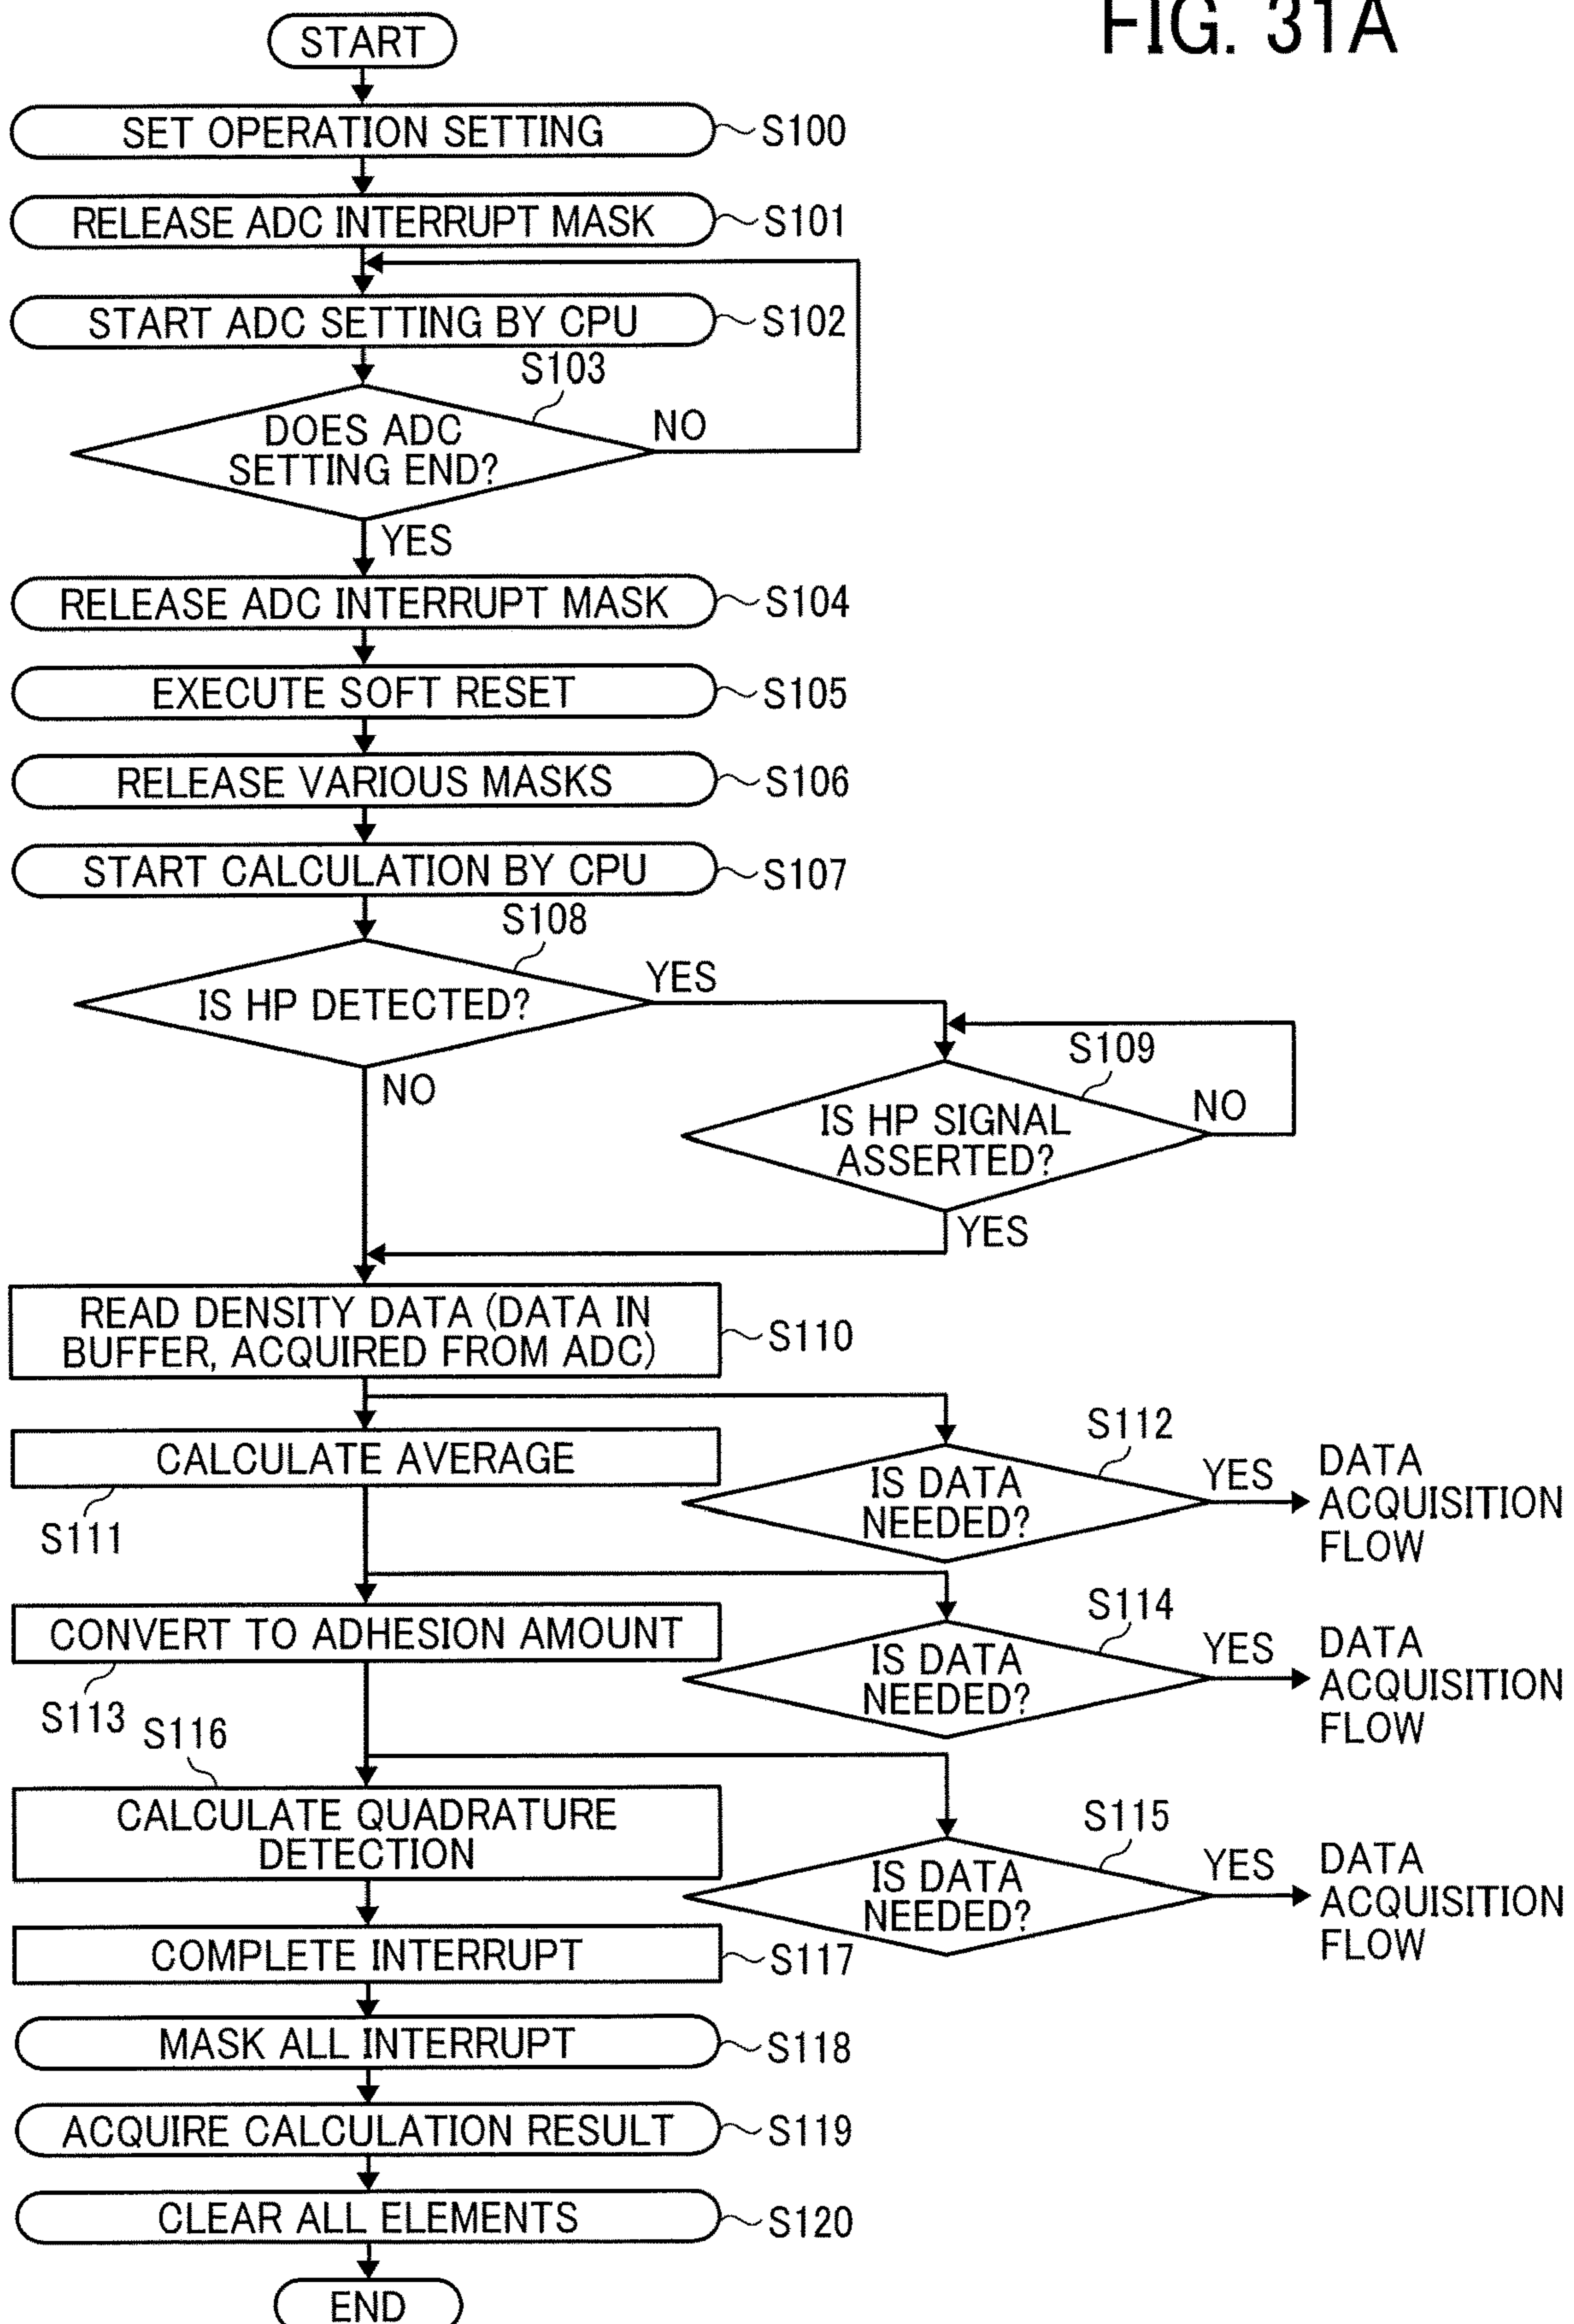 FIG. 31A
START
SET OPERATION SETTING
S100
RELEASE ADC INTERRUPT MASK
S101
START ADC SETTING BY CPU
S102
S103
DOES ADC
SETTING END?
NO
YES
RELEASE ADC INTERRUPT MASK
S104
EXECUTE SOFT RESET
S105
RELEASE VARIOUS MASKS
S106
START CALCULATION BY CPU
S107
S108
IS HP DETECTED?
YES
NO
S109
IS HP SIGNAL
ASSERTED?
NO
YES
READ DENSITY DATA (DATA IN
BUFFER, ACQUIRED FROM ADC)
S110
CALCULATE AVERAGE
S111
S112
IS DATA
NEEDED?
YES
DATA
ACQUISITION
FLOW
CONVERT TO ADHESION AMOUNT
S113
S114
IS DATA
NEEDED?
YES
DATA
ACQUISITION
FLOW
S116
CALCULATE QUADRATURE
DETECTION
S115
IS DATA
NEEDED?
YES
DATA
ACQUISITION
FLOW
COMPLETE INTERRUPT
S117
MASK ALL INTERRUPT
S118
ACQUIRE CALCULATION RESULT
S119
CLEAR ALL ELEMENTS
S120
END